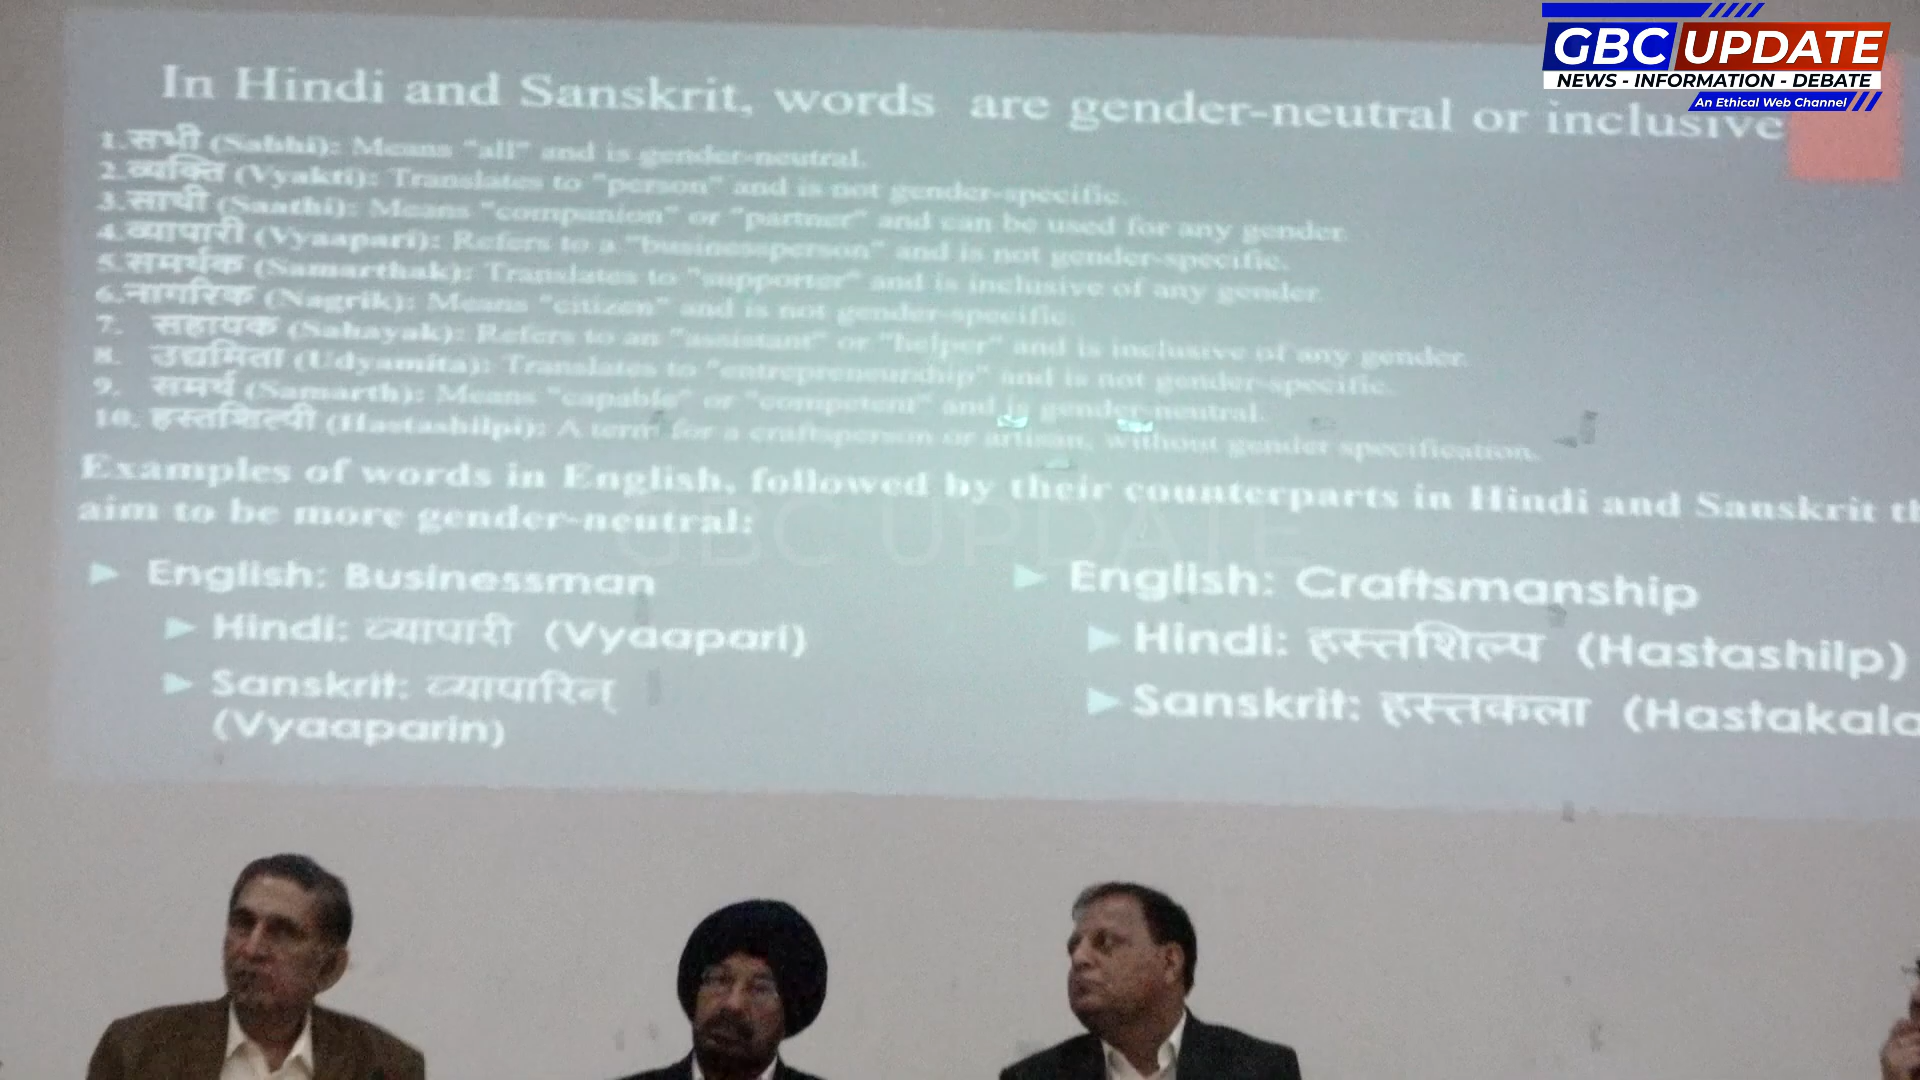 GBC UPDATE
NEWS - INFORMATION - DEBATE
An Ethical Web Channel
In Hindi and Sanskrit, words are gender-neutral or inclusive
1.सभी (Sabhi): Means "all" and is gender-neutral.
2.व्यक्ति (Vyakti): Translates to "person" and is not gender-specific.
3.साथी (Saathi): Means "companion" or "partner" and can be used for any gender.
4.व्यापारी (Vyaapari): Refers to a "businessperson" and is not gender-specific.
5.समर्थक (Samarthak): Translates to "supporter" and is inclusive of any gender.
6.नागरिक (Nagrik): Means "citizen" and is not gender-specific.
7. सहायक (Sahayak): Refers to an "assistant" or "helper" and is inclusive of any gender.
8. उद्यमिता (Udyamita): Translates to "entrepreneurship" and is not gender-specific.
9. समर्थ (Samarth): Means "capable" or "competent" and is gender-neutral.
10. हस्तशिल्पी (Hastashilpi): A term for a craftsperson or artisan, without gender specification.
Examples of words in English, followed by their counterparts in Hindi and Sanskrit th
aim to be more gender-neutral:
GBC UPDATE
English: Businessman
Hindi: व्यापारी (Vyaapari)
Sanskrit: व्यापारिन्
(Vyaaparin)
English: Craftsmanship
Hindi: हस्तशिल्प (Hastashilp)
Sanskrit: हस्तकला (Hastakala